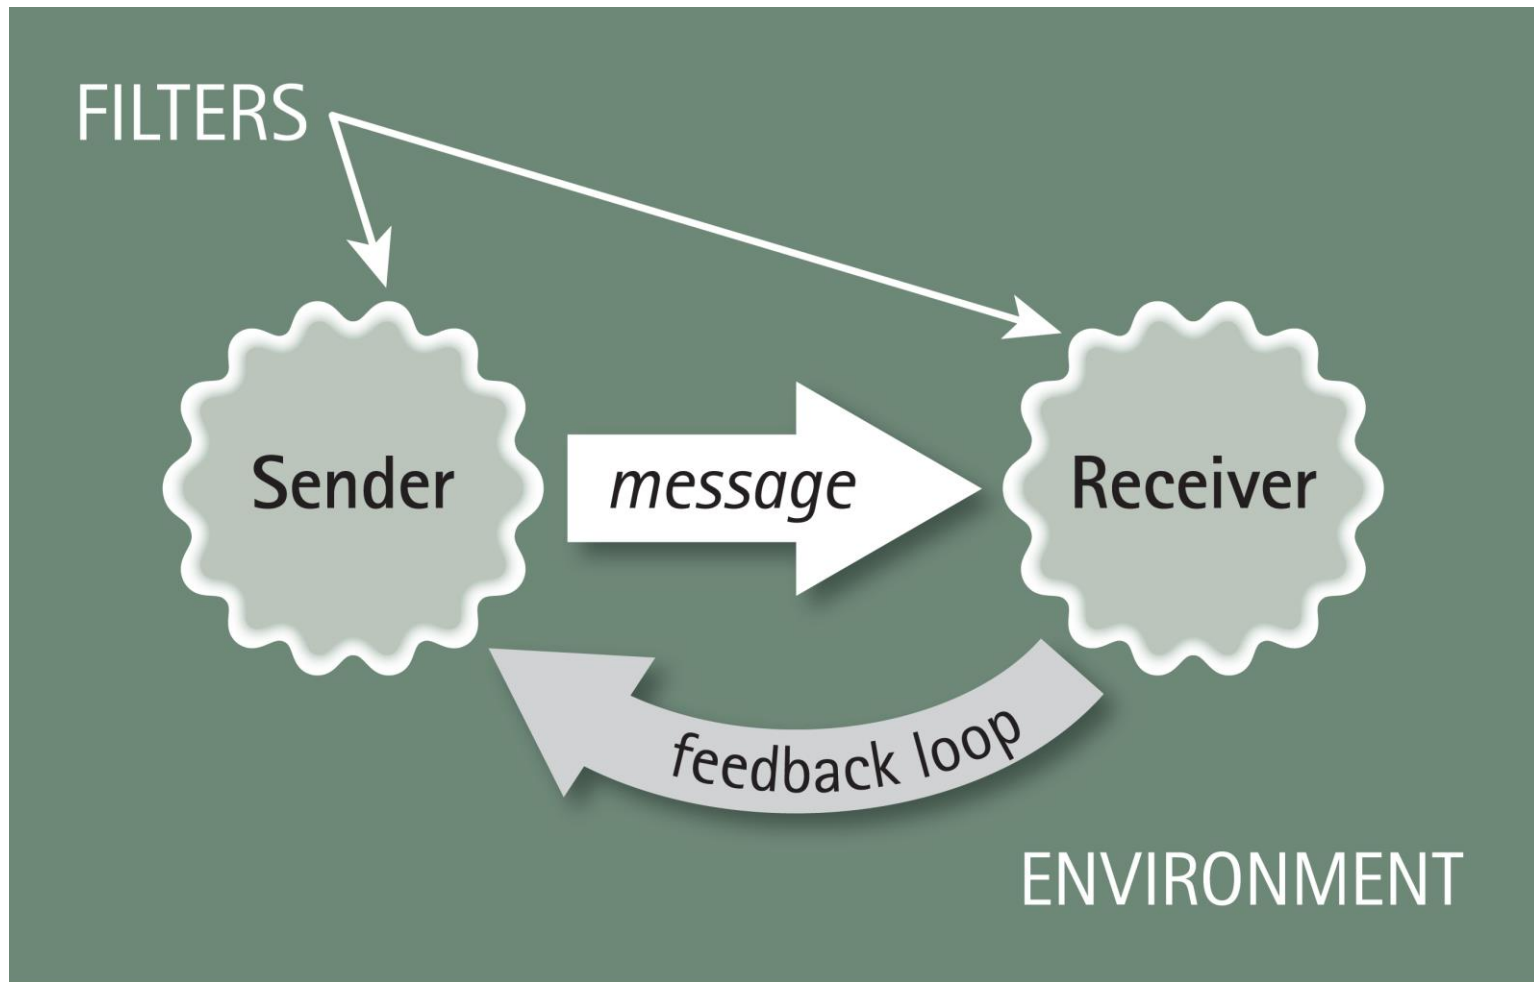 FILTERS
Sender
message
Receiver
feedback loop
ENVIRONMENT